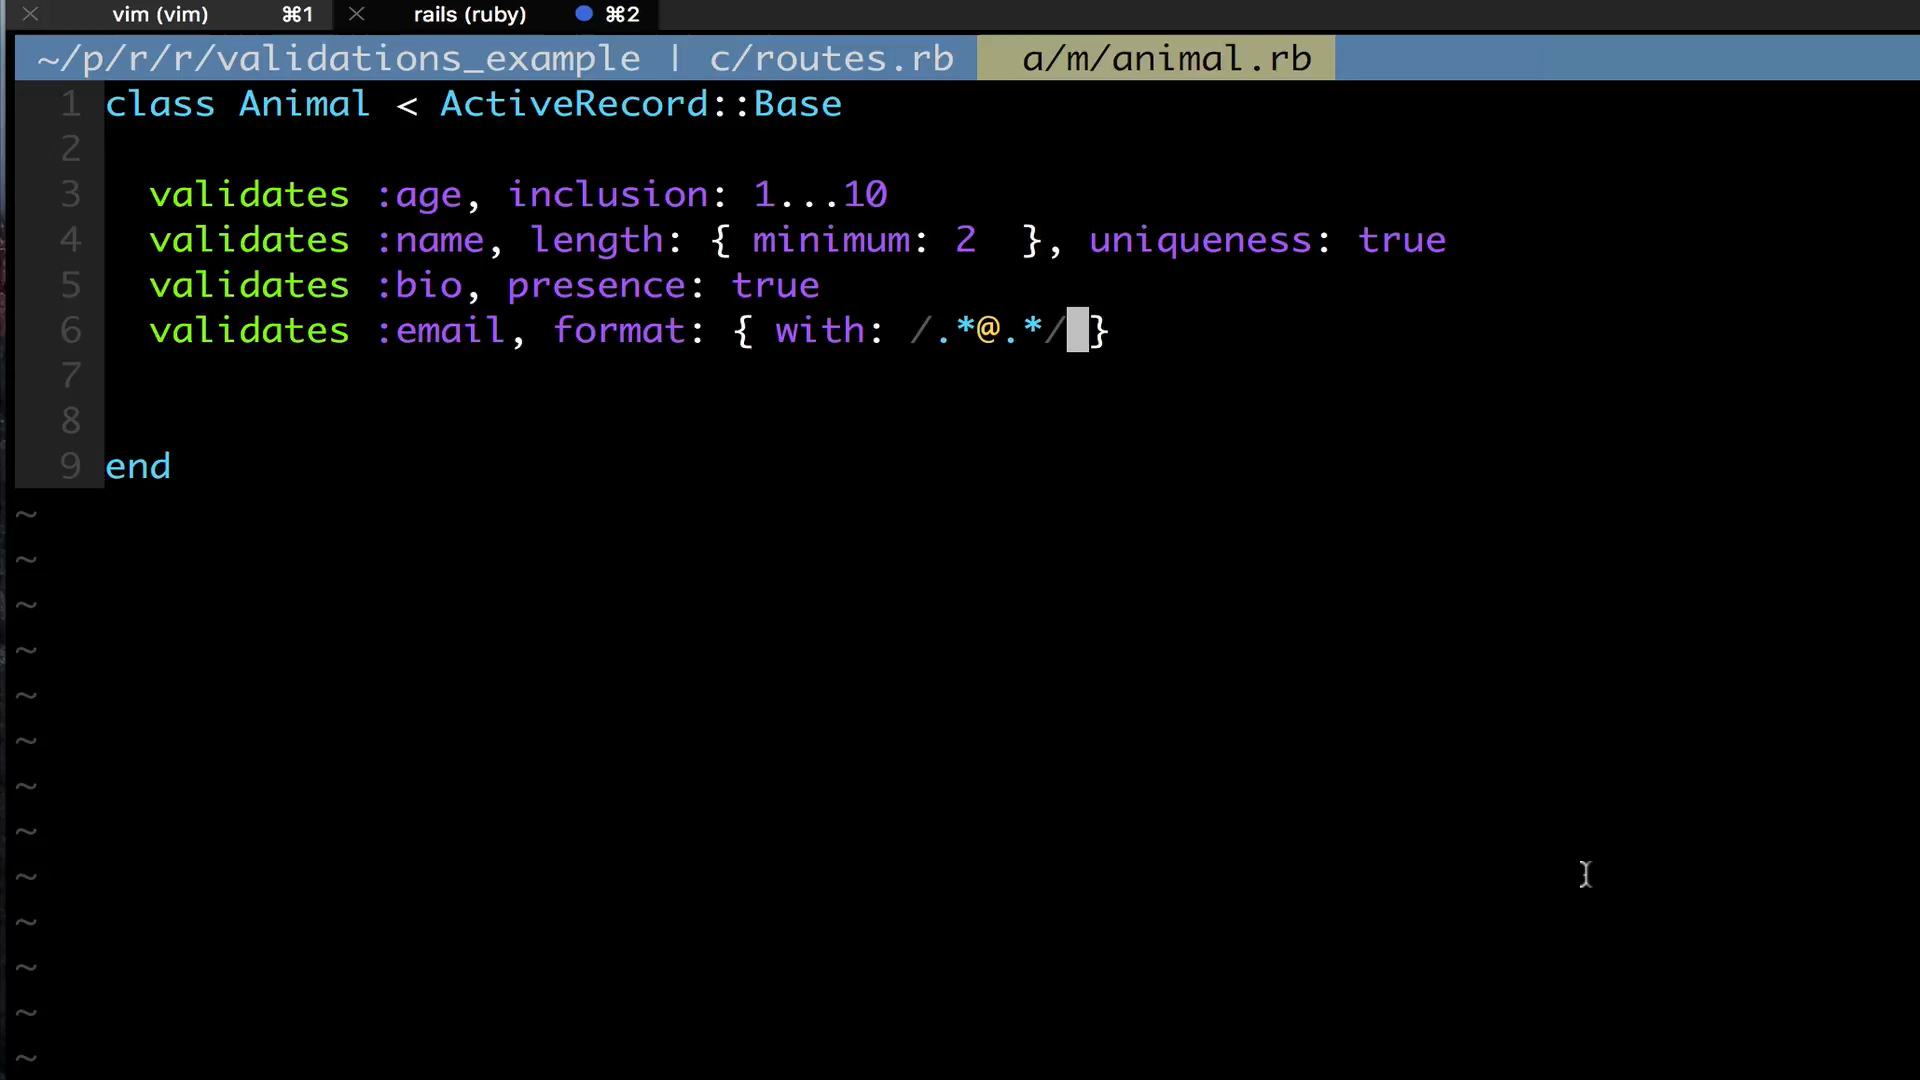 vim (vim) ⌘1 rails (ruby) ⌘2
~/p/r/r/validations_example | c/routes.rb a/m/animal.rb
1 class Animal < ActiveRecord::Base
2
3 validates :age, inclusion: 1...10
4 validates :name, length: { minimum: 2  }, uniqueness: true
5 validates :bio, presence: true
6 validates :email, format: { with: /.*@.*/ }
7
8
9 end
~
~
~
~
~
~
~
~
~
~
~
~
~